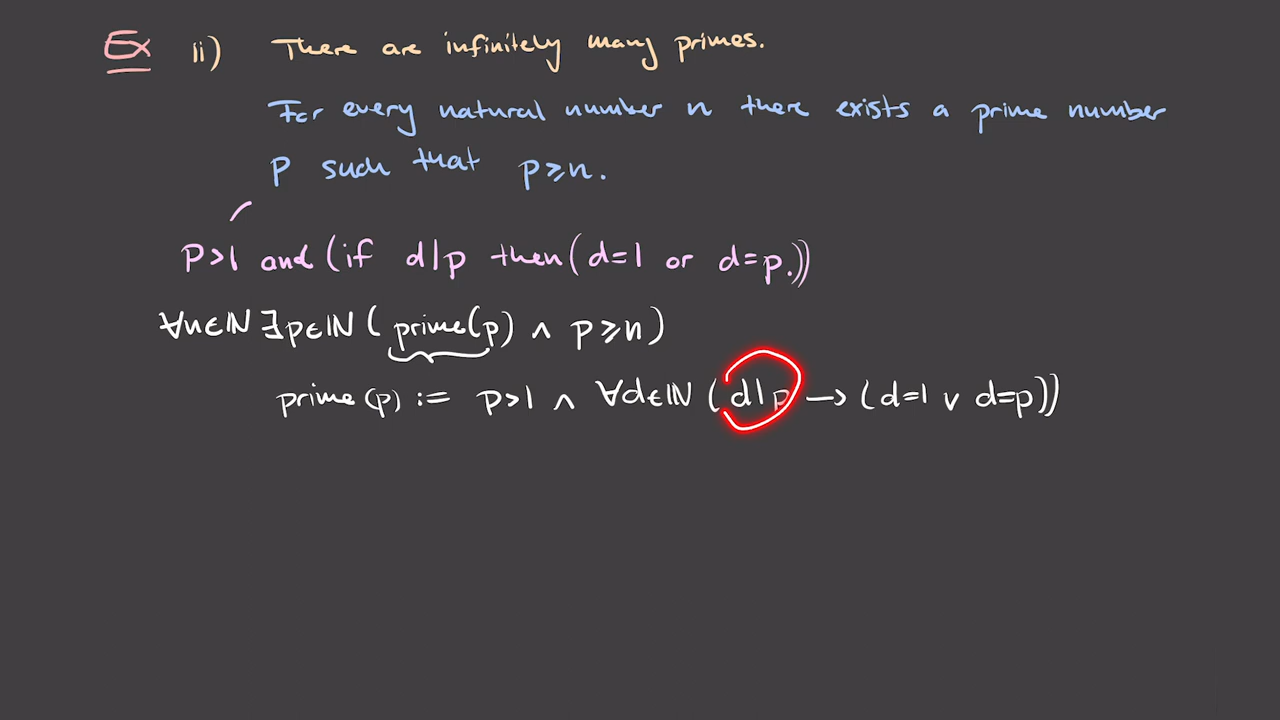 Ex ii) There are infinitely many primes.
For every natural number n there exists a prime number
p such that p⩾n.
p>1 and (if d|p then (d=1 or d=p.))
∀n∈ℕ ∃p∈ℕ (prime(p) ∧ p⩾n)
prime(p) := p>1 ∧ ∀d∈ℕ (d|p → (d=1 ∨ d=p))